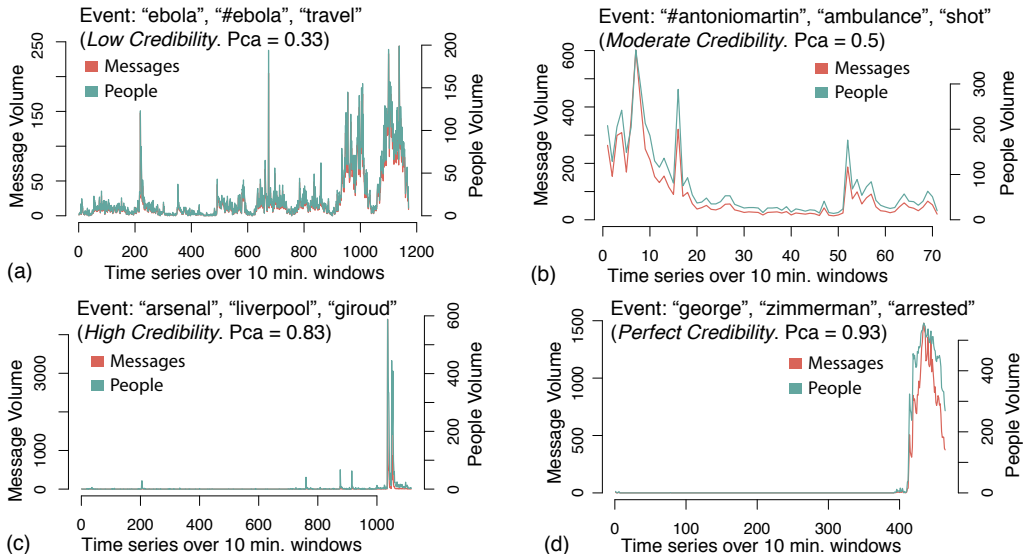 Event: “ebola”, “#ebola”, “travel”
(Low Credibility. Pca = 0.33)
Messages
People
Message Volume
0
50
150
250
People Volume
0
50
100
150
200
0 200 400 600 800 1000 1200
Time series over 10 min. windows
(a)
Event: “#antoniomartin”, “ambulance”, “shot”
(Moderate Credibility. Pca = 0.5)
Messages
People
Message Volume
0
100
200
400
600
People Volume
0
100
200
300
0 10 20 30 40 50 60 70
Time series over 10 min. windows
(b)
Event: “arsenal”, “liverpool”, “giroud”
(High Credibility. Pca = 0.83)
Messages
People
Message Volume
0
1000
3000
People Volume
0
200
400
600
0 200 400 600 800 1000
Time series over 10 min. windows
(c)
Event: “george”, “zimmerman”, “arrested”
(Perfect Credibility. Pca = 0.93)
Messages
People
Message Volume
0
500
1000
1500
People Volume
0
200
400
0 100 200 300 400
Time series over 10 min. windows
(d)